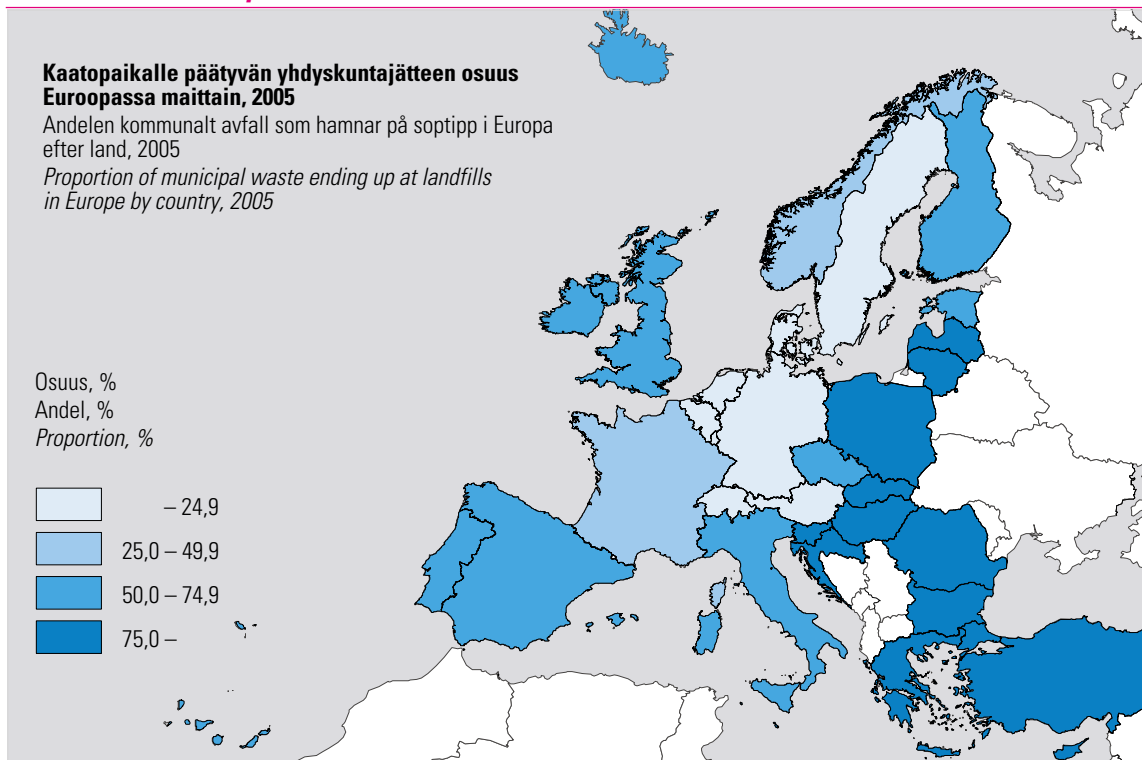 Kaatopaikalle päätyvän yhdyskuntajätteen osuus
Euroopassa maittain, 2005
Andelen kommunalt avfall som hamnar på soptipp i Europa
efter land, 2005
Proportion of municipal waste ending up at landfills
in Europe by country, 2005
Osuus, %
Andel, %
Proportion, %
– 24,9
25,0 – 49,9
50,0 – 74,9
75,0 –